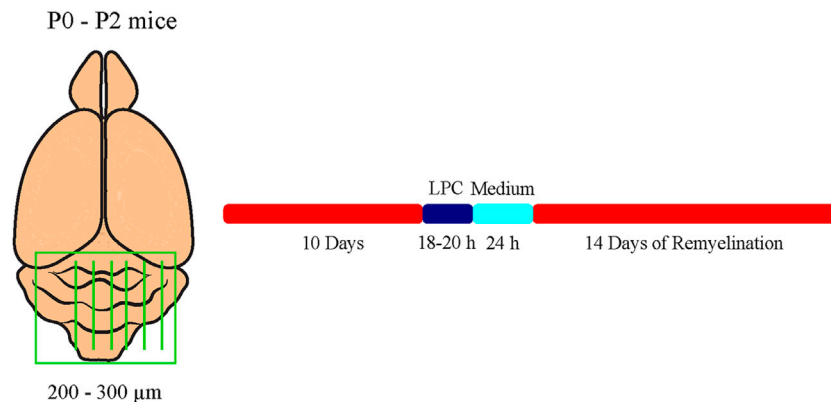 P0 - P2 mice
LPC Medium
10 Days 18-20 h 24 h 14 Days of Remyelination
200 - 300 µm